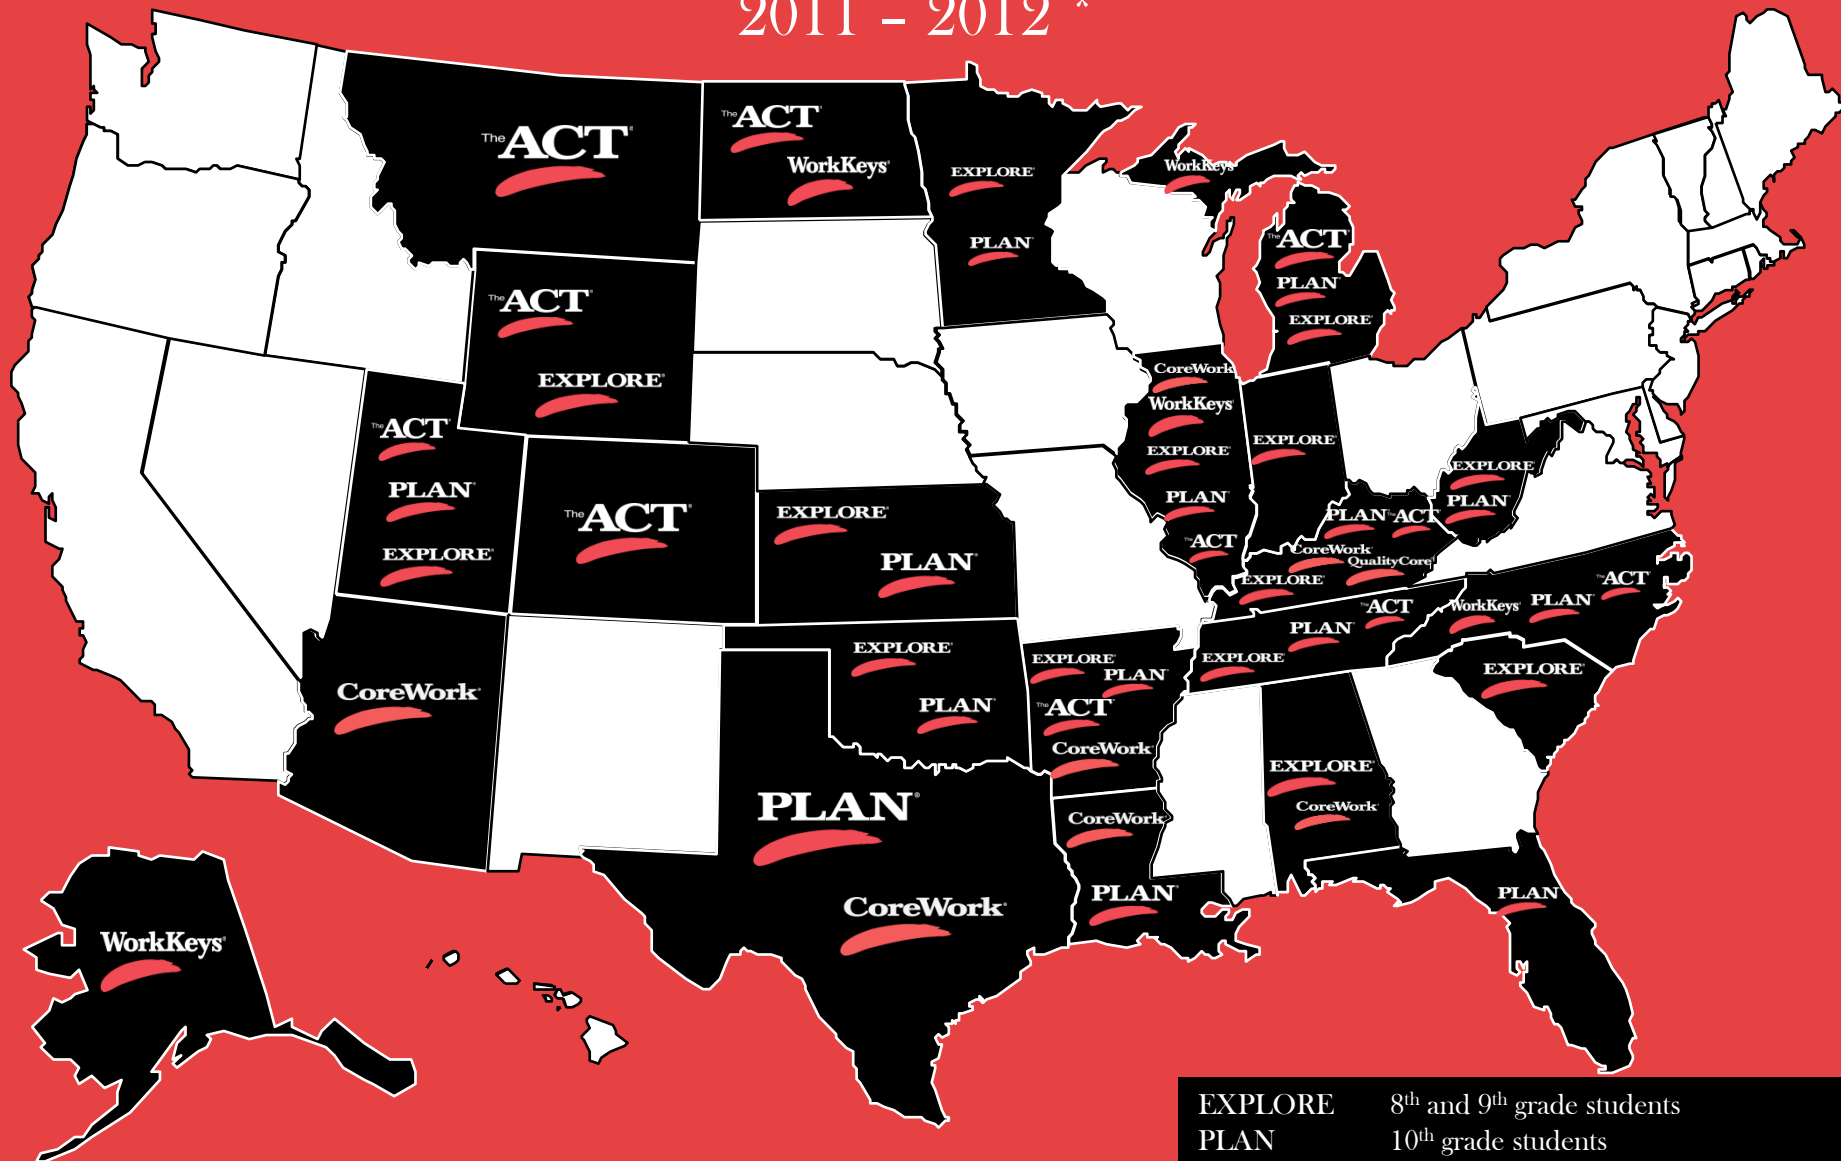 2011 – 2012 *
The ACT®
The ACT®
WorkKeys®
EXPLORE®
PLAN®
WorkKeys®
The ACT®
PLAN®
EXPLORE®
The ACT®
EXPLORE®
The ACT®
PLAN®
EXPLORE®
The ACT®
EXPLORE®
PLAN®
CoreWork
WorkKeys®
EXPLORE®
PLAN®
The ACT
EXPLORE®
EXPLORE
PLAN®
PLAN®
The ACT®
CoreWork®
QualityCore®
EXPLORE®
The ACT
PLAN®
EXPLORE®
WorkKeys®
PLAN®
The ACT®
EXPLORE®
CoreWork®
EXPLORE®
PLAN®
EXPLORE®
PLAN®
The ACT®
CoreWork®
PLAN®
CoreWork®
CoreWork
PLAN®
EXPLORE®
CoreWork®
PLAN
WorkKeys®
EXPLORE 8th and 9th grade students
PLAN 10th grade students